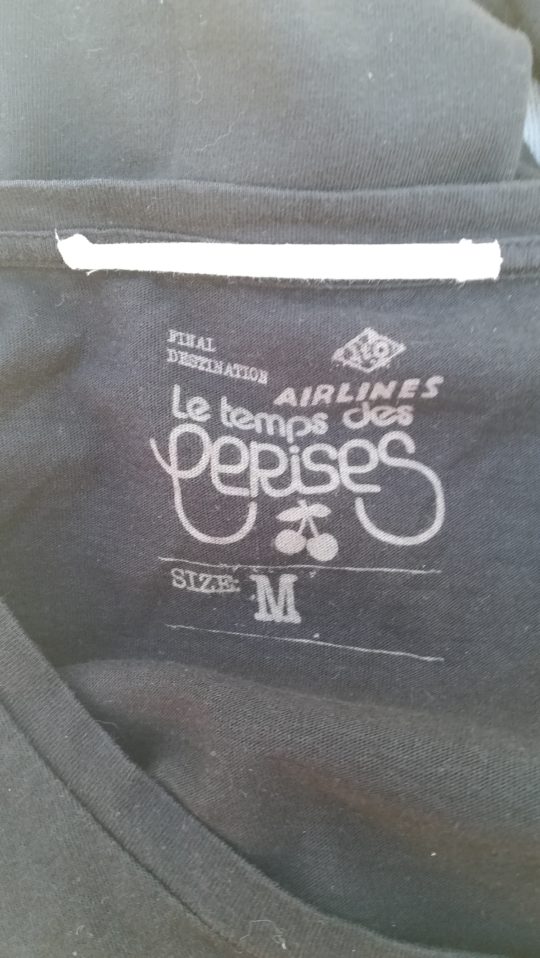 FINAL
DESTINATION
AIRLINES
Le temps des
Cerises
SIZE: M